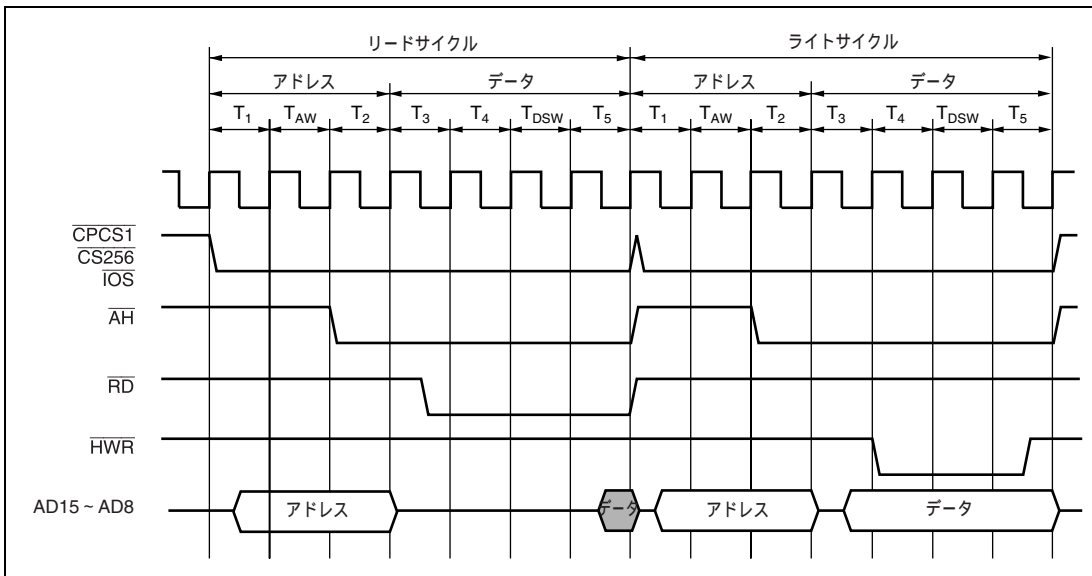 リードサイクル ライトサイクル
アドレス データ アドレス データ
T1 TAW T2 T3 T4 TDSW T5 T1 TAW T2 T3 T4 TDSW T5
CPCS1
CS256
IOS
AH
RD
HWR
AD15 ~ AD8 アドレス データ アドレス データ